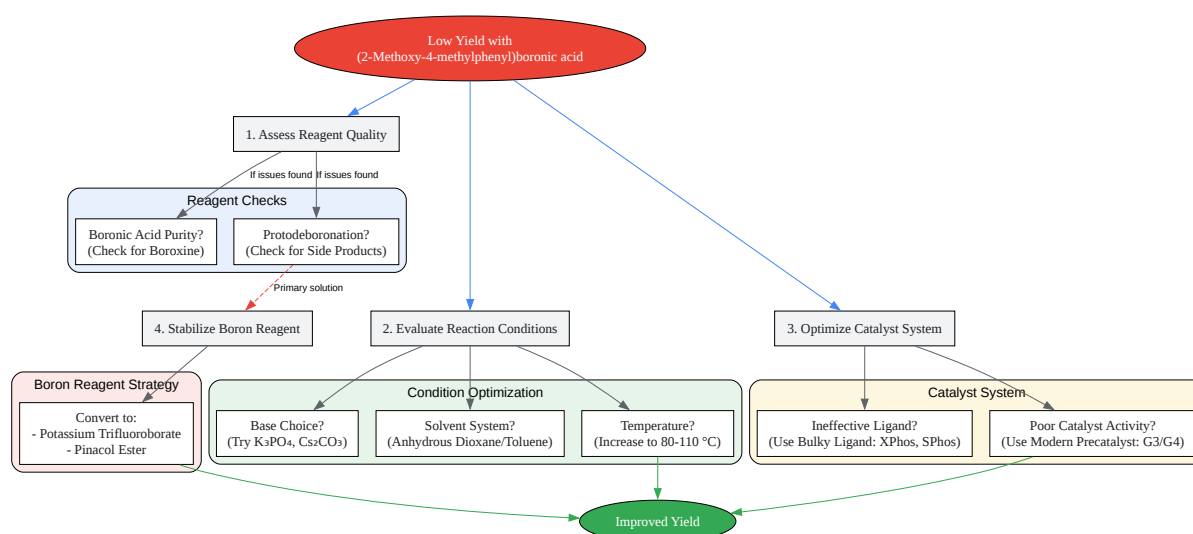 Low Yield with
(2-Methoxy-4-methylphenyl)boronic acid
1. Assess Reagent Quality
If issues found
If issues found
Reagent Checks
Boronic Acid Purity?
(Check for Boroxine)
Protodeboronation?
(Check for Side Products)
Primary solution
4. Stabilize Boron Reagent
2. Evaluate Reaction Conditions
3. Optimize Catalyst System
Boron Reagent Strategy
Convert to:
- Potassium Trifluoroborate
- Pinacol Ester
Condition Optimization
Base Choice?
(Try K₃PO₄, Cs₂CO₃)
Solvent System?
(Anhydrous Dioxane/Toluene)
Temperature?
(Increase to 80-110 °C)
Catalyst System
Ineffective Ligand?
(Use Bulky Ligand: XPhos, SPhos)
Poor Catalyst Activity?
(Use Modern Precatalyst: G3/G4)
Improved Yield